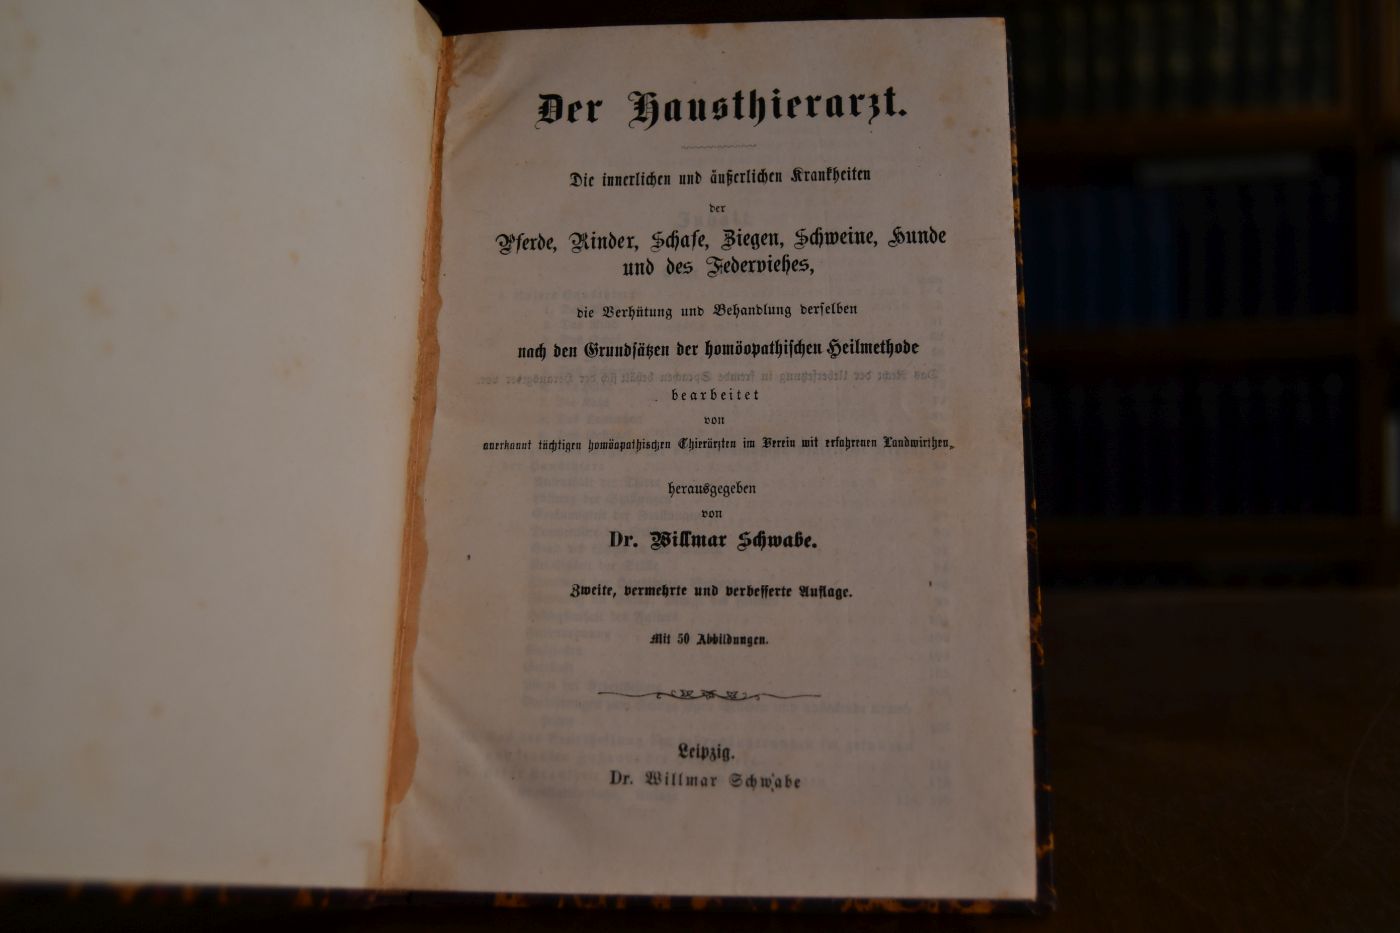 Der Hausthierarzt.
Die innerlichen und äußerlichen Krankheiten
der
Pferde, Rinder, Schafe, Ziegen, Schweine, Hunde
und des Federviehes,
die Verhütung und Behandlung derselben
nach den Grundsätzen der homöopathischen Heilmethode
bearbeitet
von
anerkannt tüchtigen homöopathischen Thierärzten im Verein mit erfahrenen Landwirthen,
herausgegeben
von
Dr. Willmar Schwabe.
Zweite, vermehrte und verbesserte Auflage.
Mit 50 Abbildungen.
Leipzig.
Dr. Willmar Schwabe